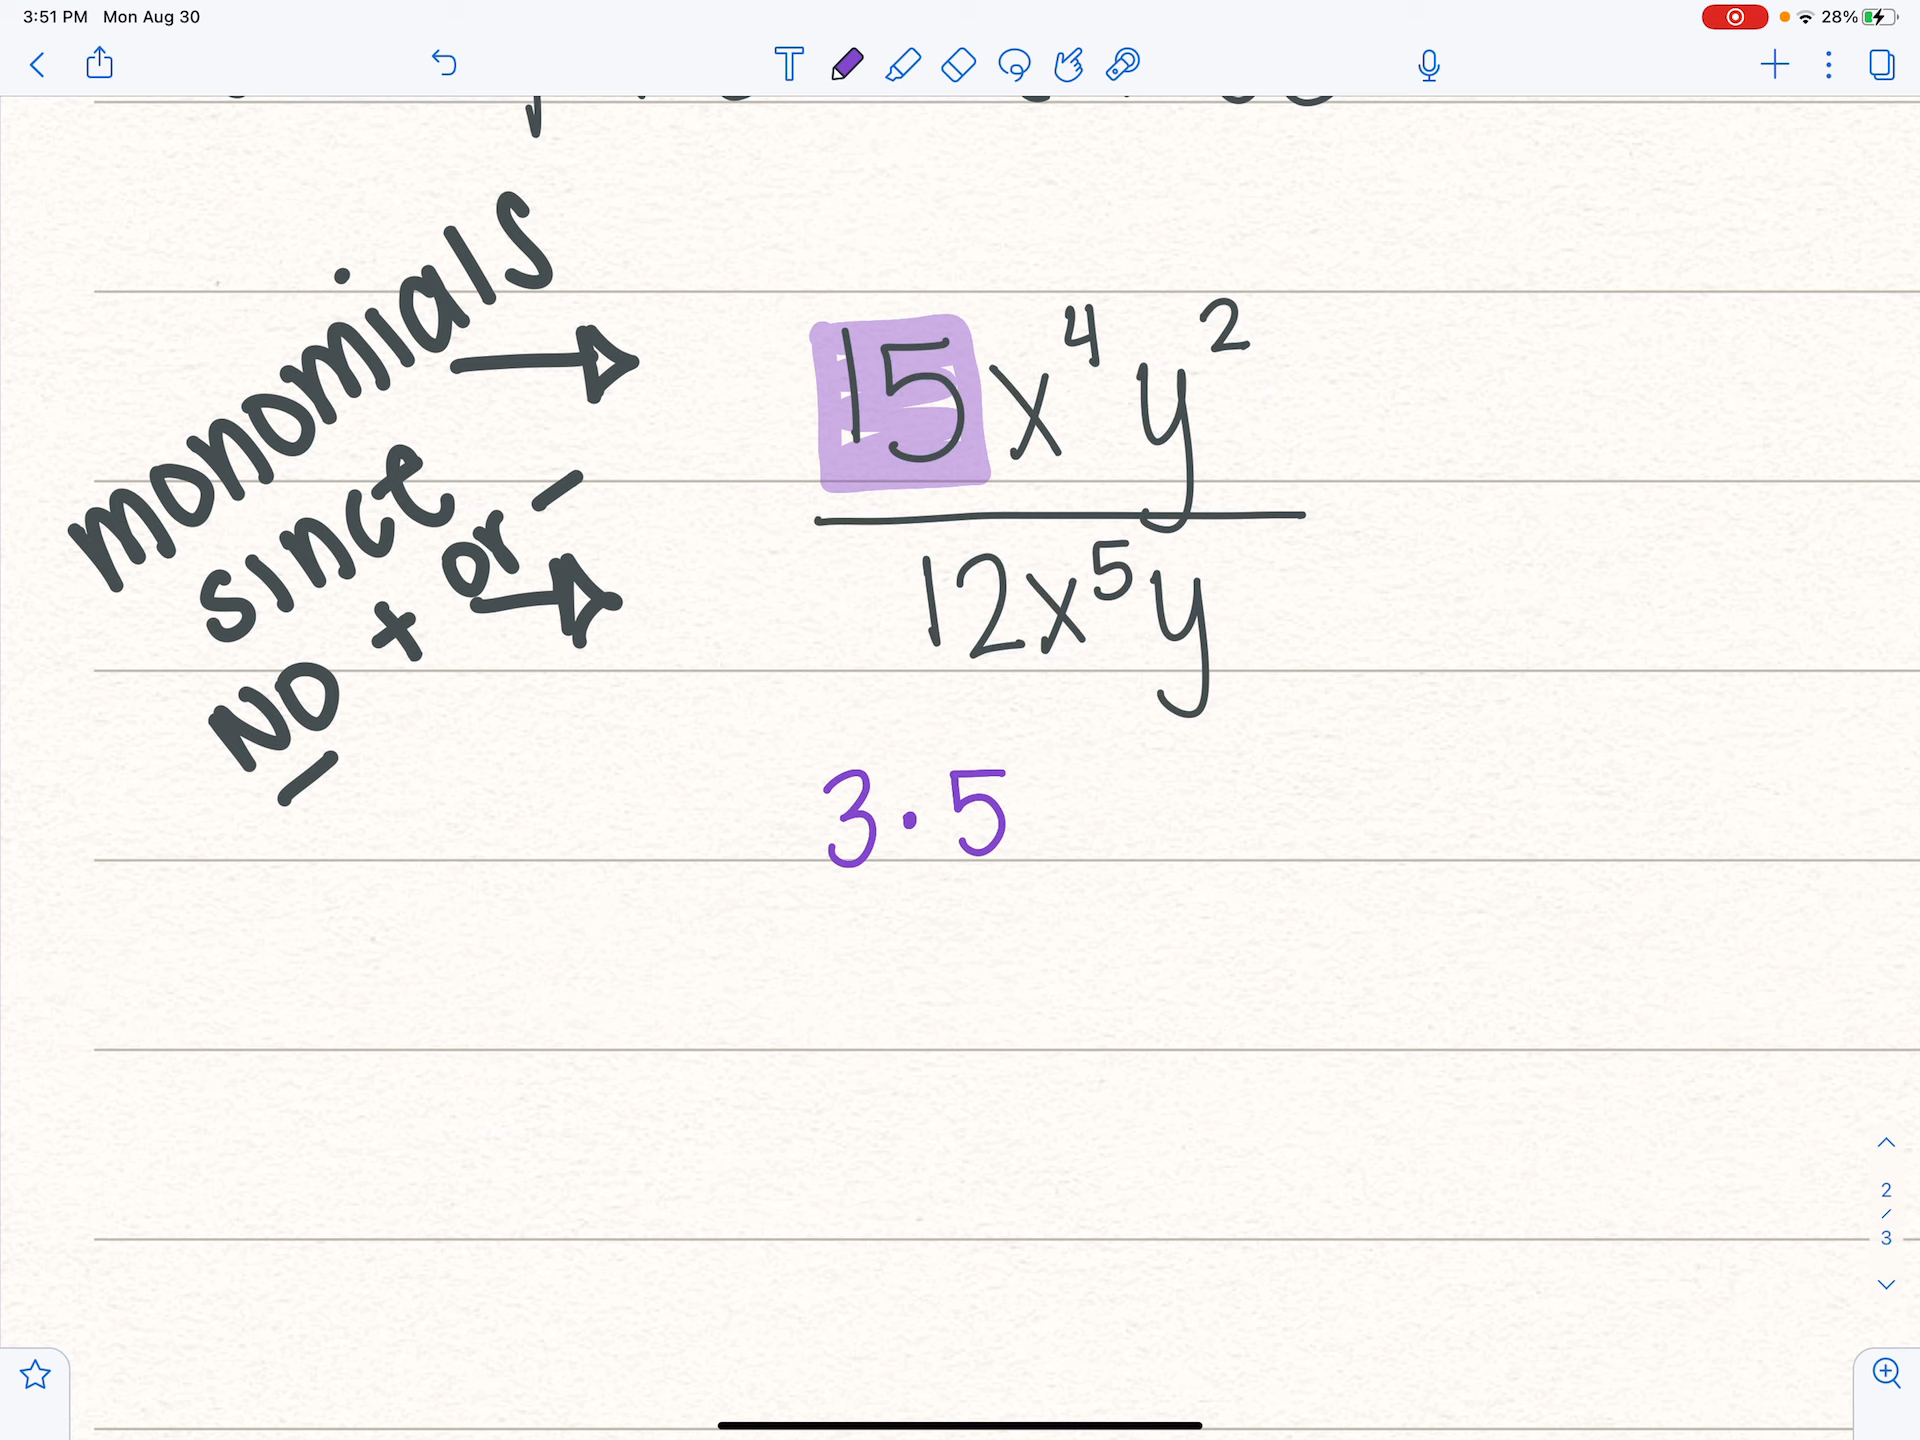 3:51 PM Mon Aug 30
28%
T
monomials
since
NO + or -
15x⁴y²
12x⁵y
3·5
2
/
3